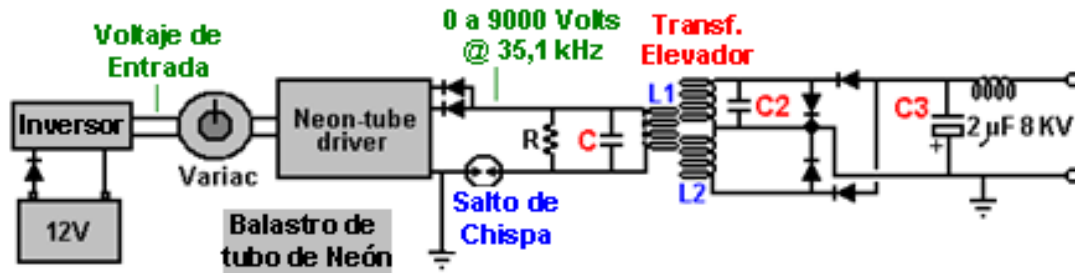 Voltaje de
Entrada
0 a 9000 Volts
@ 35,1 kHz
Transf.
Elevador
Inversor
Variac
Neon-tube
driver
R
C
L1
L2
C2
C3
2 µF 8 KV
+
12V
Balastro de
tubo de Neón
Salto de
Chispa